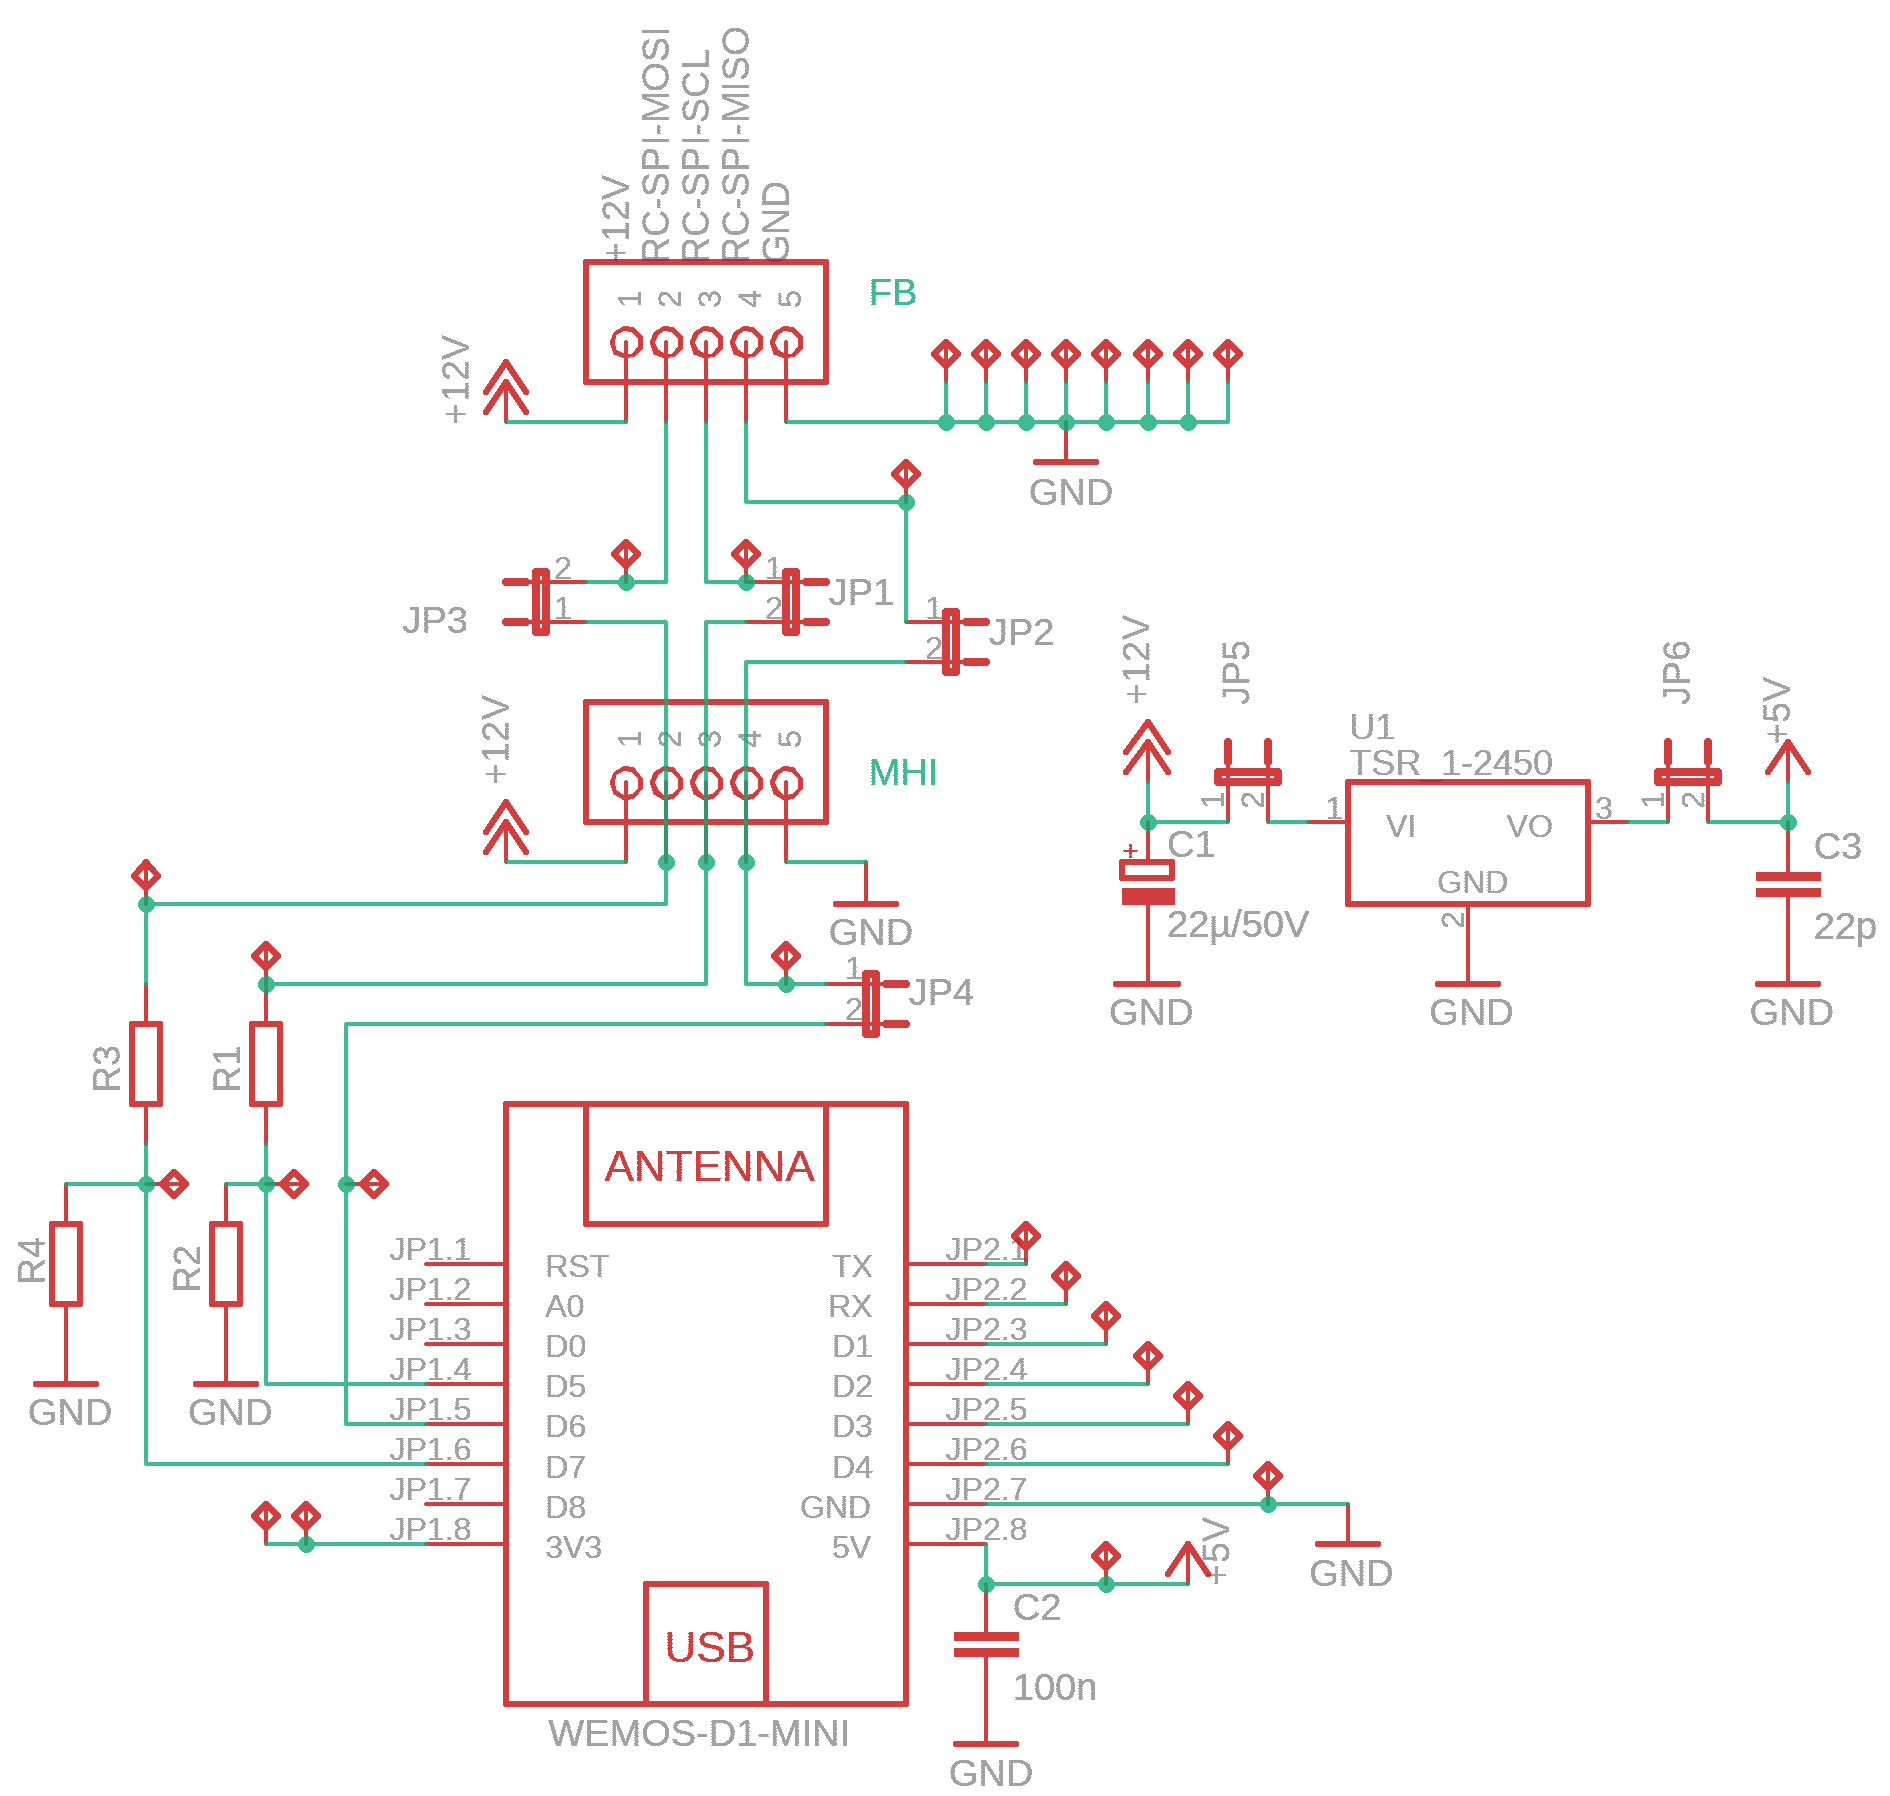 +12V
RC-SPI-MOSI
RC-SPI-SCL
RC-SPI-MISO
GND
1 2 3 4 5
FB
+12V
GND
2
1
JP3
1
2
JP1
1
2
JP2
+12V
1 2 3 4 5
MHI
GND
1
2
JP4
+12V
JP5
1
2
C1
+
22µ/50V
GND
U1
TSR_1-2450
1
VI
VO
3
GND
2
GND
JP6
1
2
+5V
C3
22p
GND
R3
R1
R4
R2
GND
GND
ANTENNA
JP1.1 RST TX JP2.1
JP1.2 A0 RX JP2.2
JP1.3 D0 D1 JP2.3
JP1.4 D5 D2 JP2.4
JP1.5 D6 D3 JP2.5
JP1.6 D7 D4 JP2.6
JP1.7 D8 GND JP2.7
JP1.8 3V3 5V JP2.8
+5V
GND
C2
100n
GND
USB
WEMOS-D1-MINI